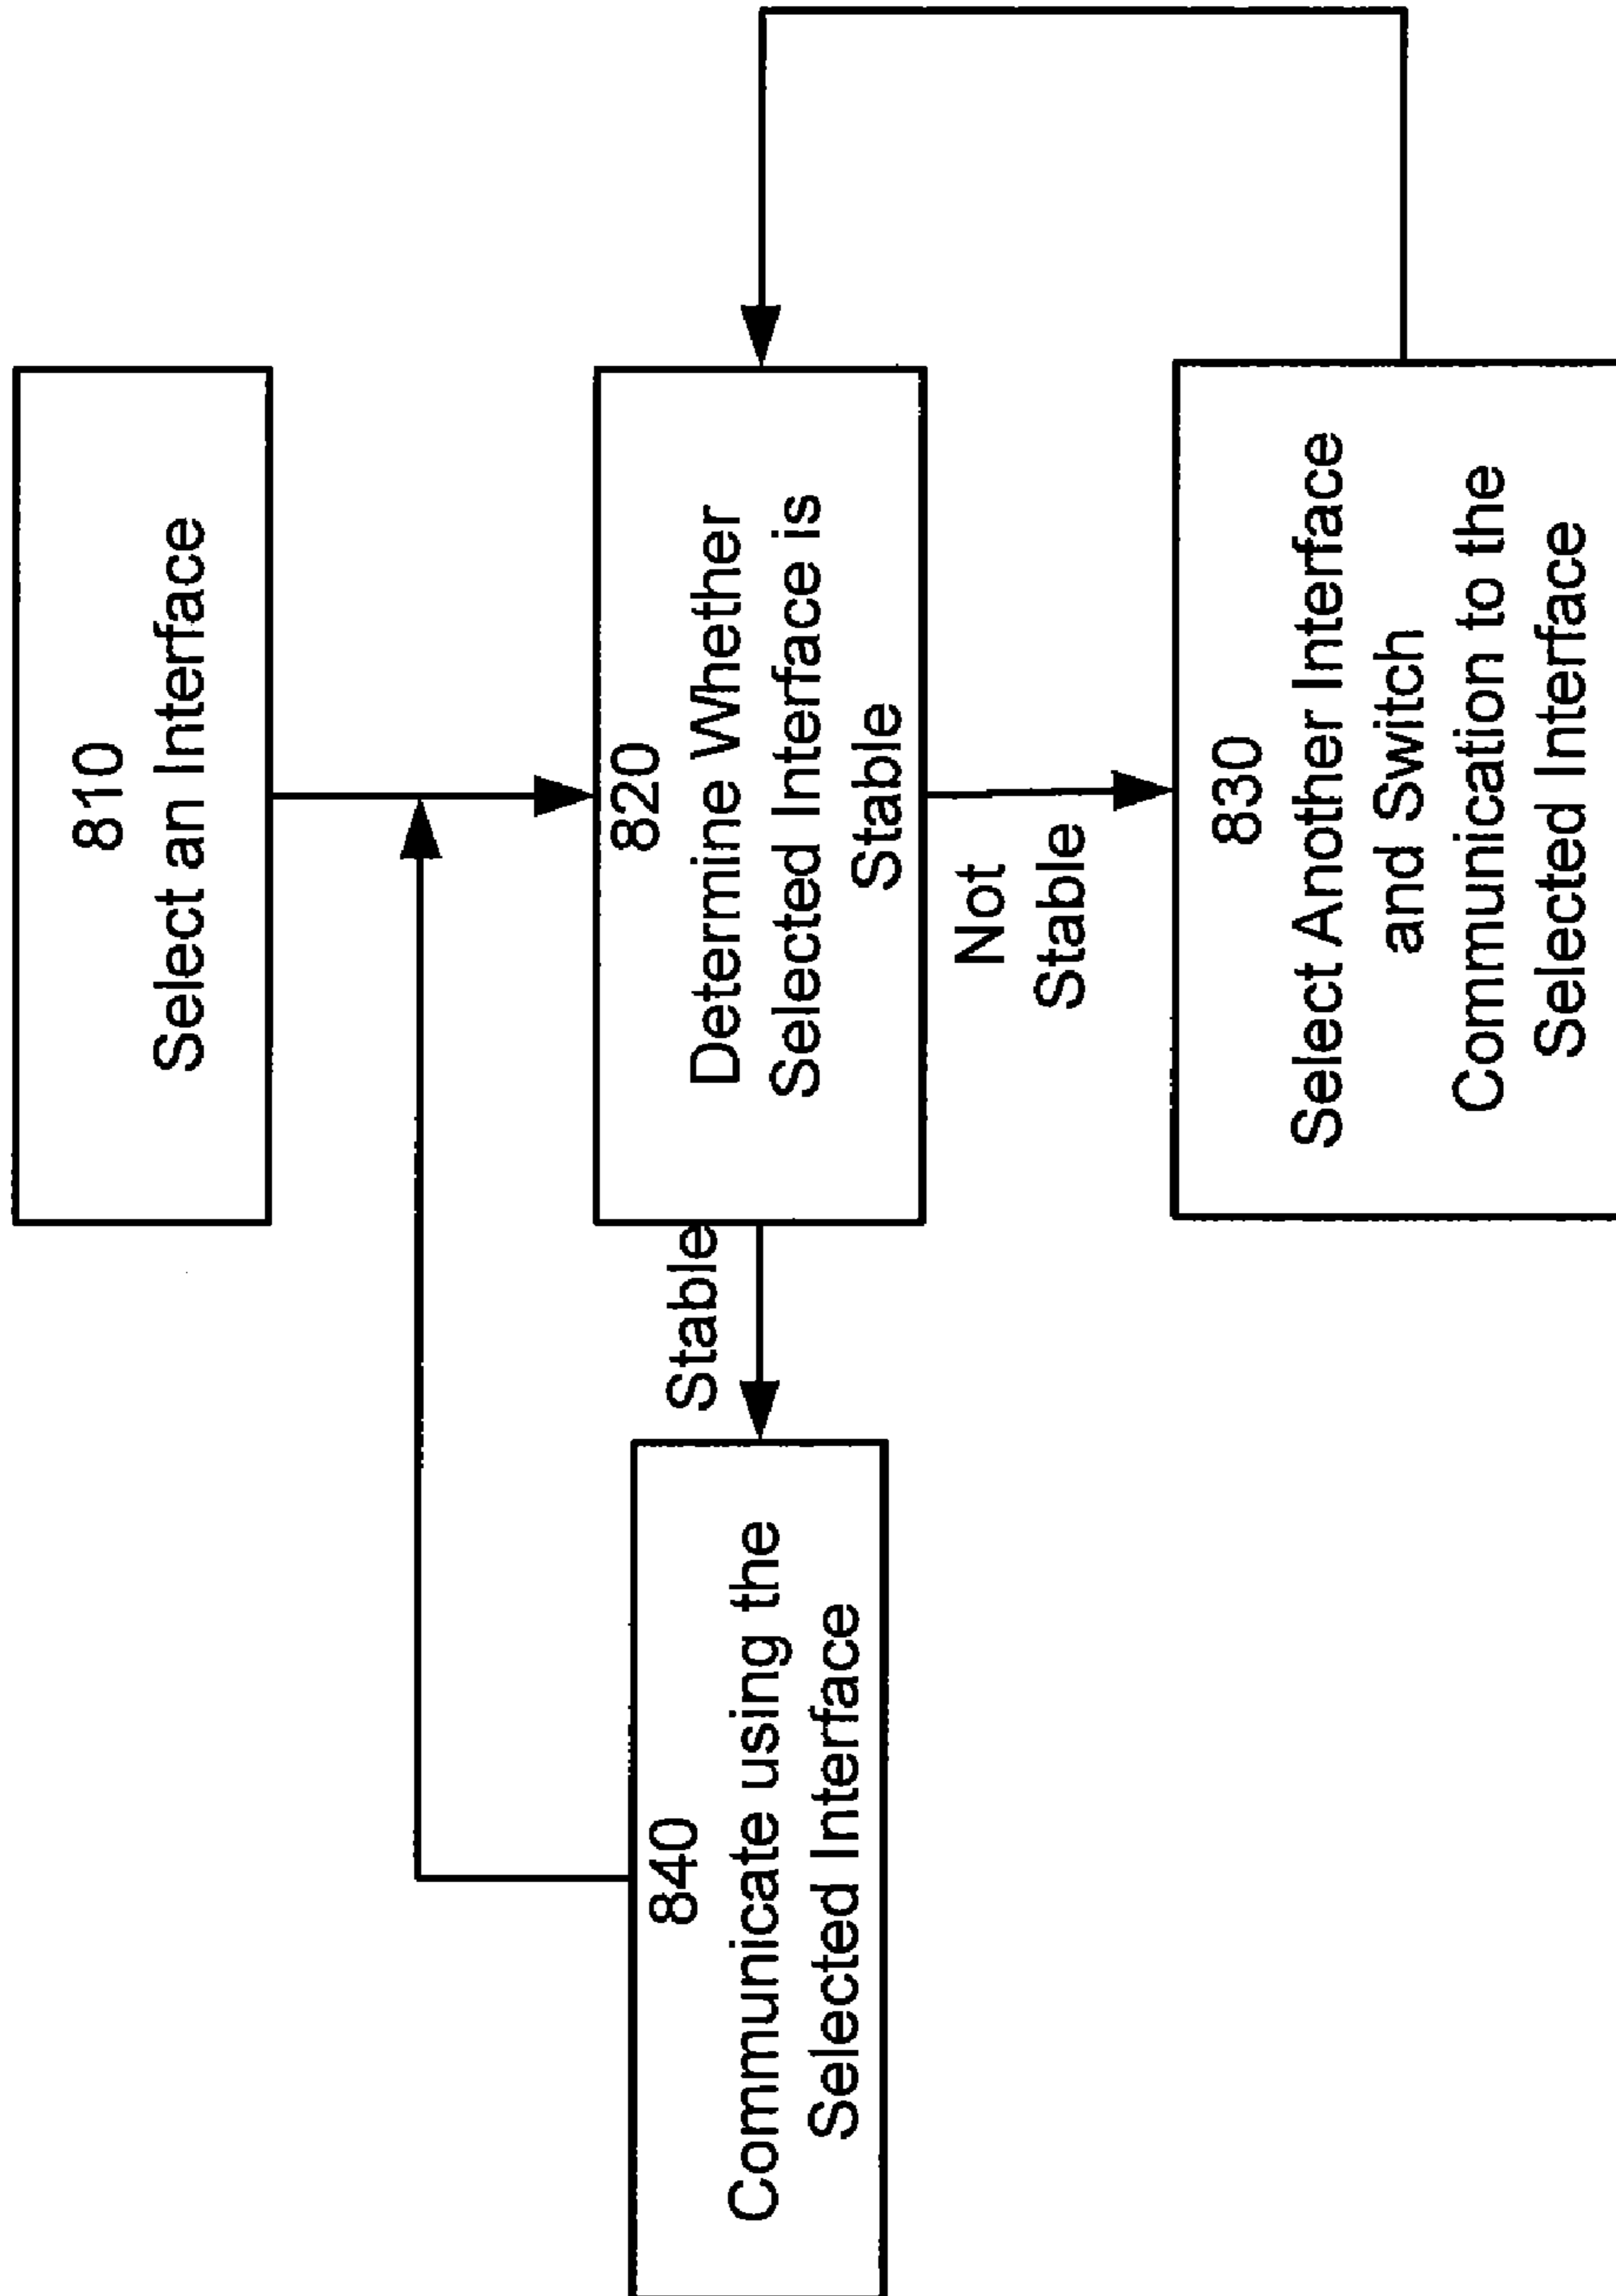 810
Select an Interface
820
Determine Whether
Selected Interface is
Stable
Not
Stable
830
Select Another Interface
and Switch
Communication to the
Selected Interface
Stable
840
Communicate using the
Selected Interface